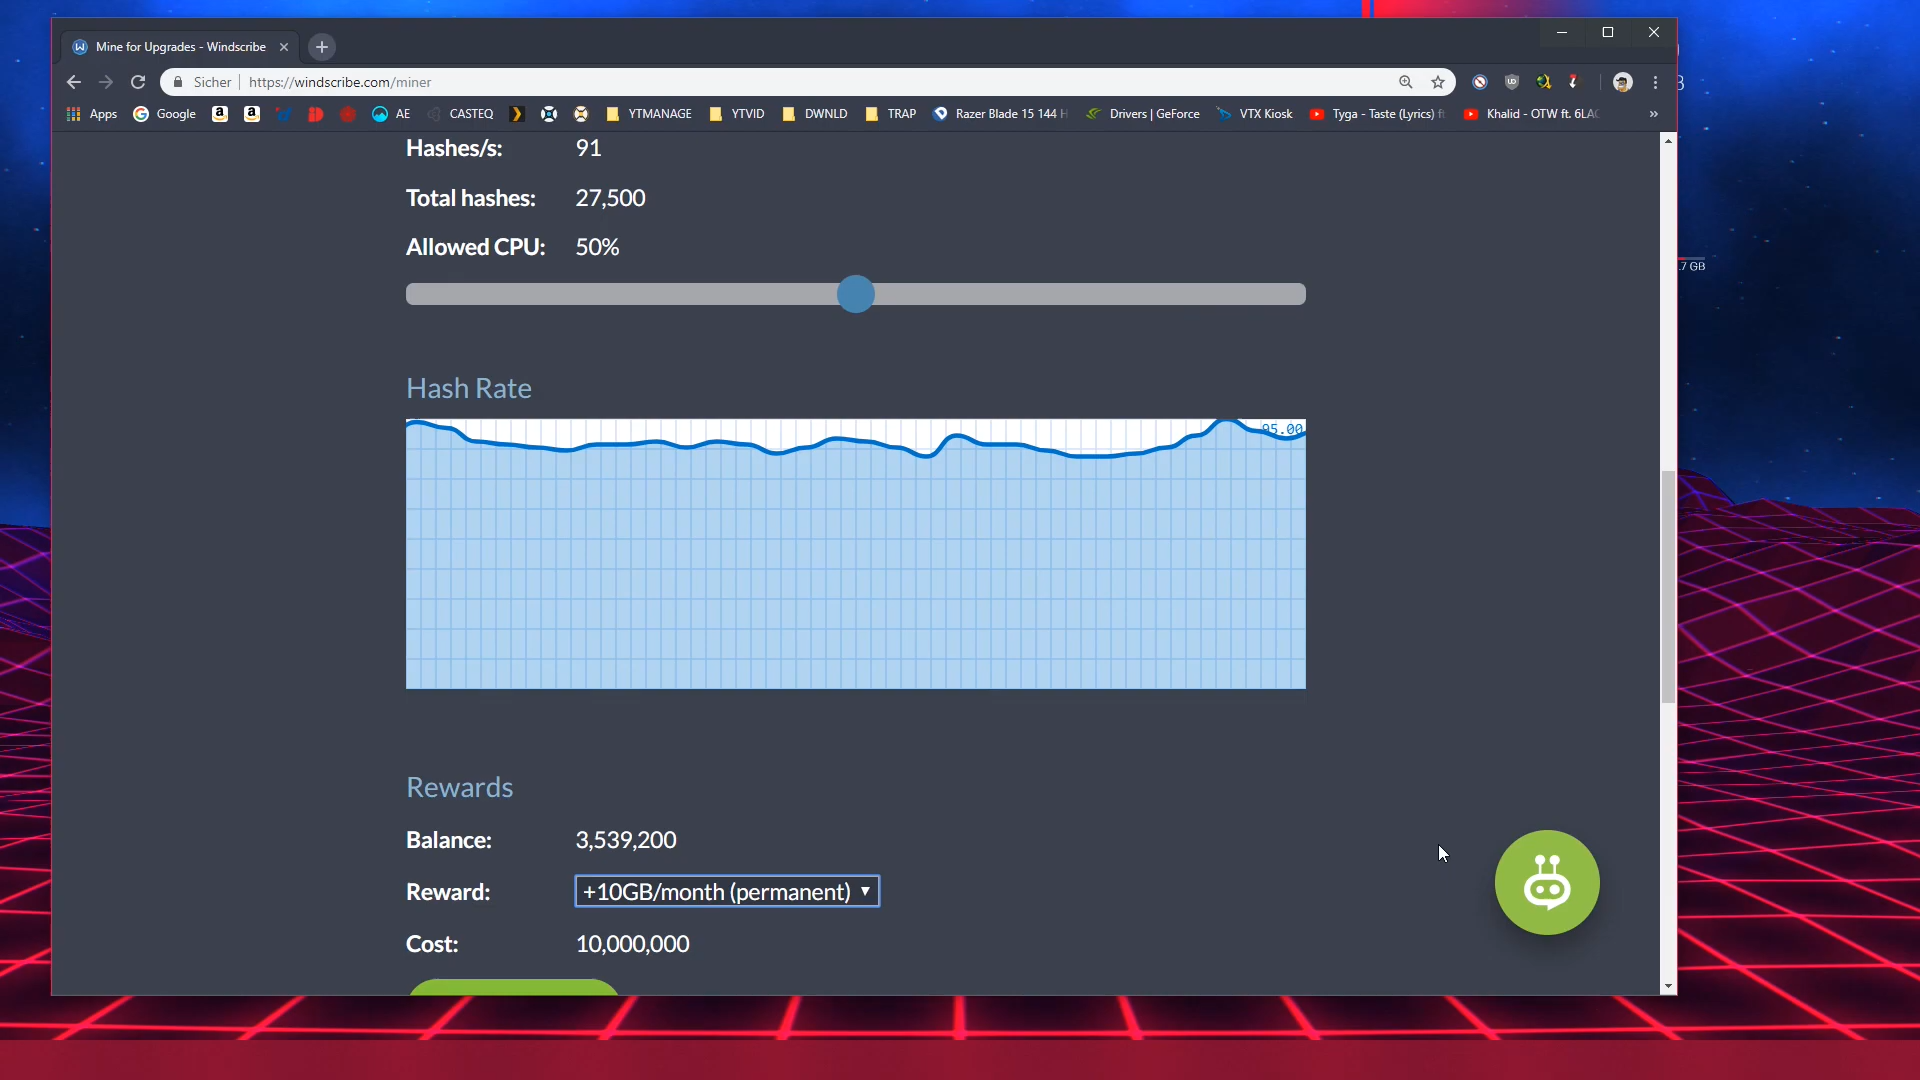 Mine for Upgrades - Windscribe
Sicher https://windscribe.com/miner
Apps Google AE CASTEQ YTMANAGE YTVID DWNLD TRAP Razer Blade 15 144 Drivers | GeForce VTX Kiosk Tyga - Taste (Lyrics) Khalid - OTW ft. 6LA »
Hashes/s: 91
Total hashes: 27,500
Allowed CPU: 50%
.7 GB
Hash Rate
95.00
Rewards
Balance: 3,539,200
Reward: +10GB/month (permanent)
Cost: 10,000,000